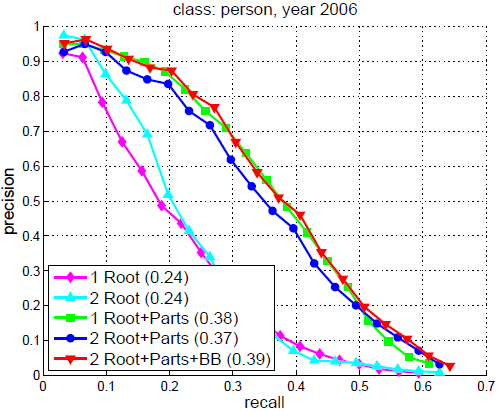 class: person, year 2006
1
0.9
0.8
0.7
0.6
0.5
0.4
0.3
0.2
0.1
0
precision
1 Root (0.24)
2 Root (0.24)
1 Root+Parts (0.38)
2 Root+Parts (0.37)
2 Root+Parts+BB (0.39)
0 0.1 0.2 0.3 0.4 0.5 0.6 0.7
recall